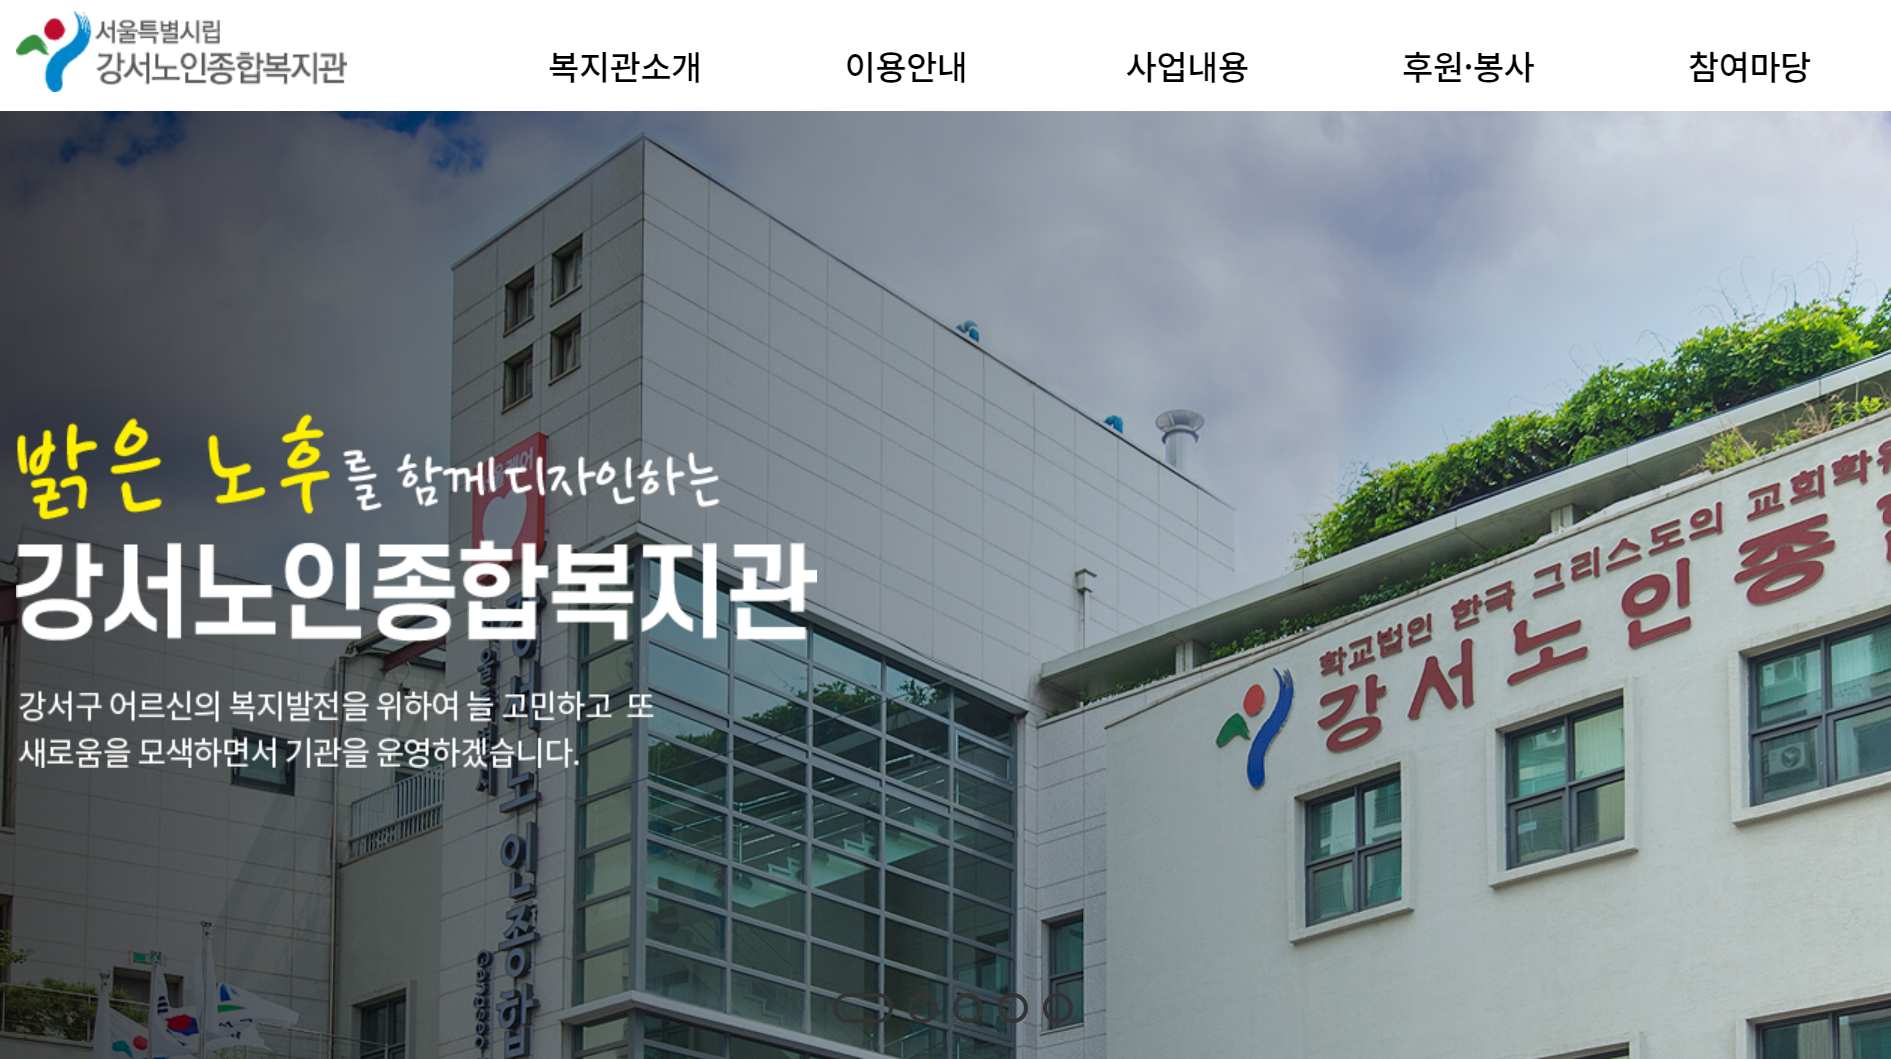 서울특별시립
강서노인종합복지관
복지관소개
이용안내
사업내용
후원·봉사
참여마당
밝은 노후를 함께 디자인하는
강서노인종합복지관
강서구 어르신의 복지발전을 위하여 늘 고민하고 또
새로움을 모색하면서 기관을 운영하겠습니다.
학교법인 한국 그리스도의 교회학원
강서노인종합
노인종합
Gangseo